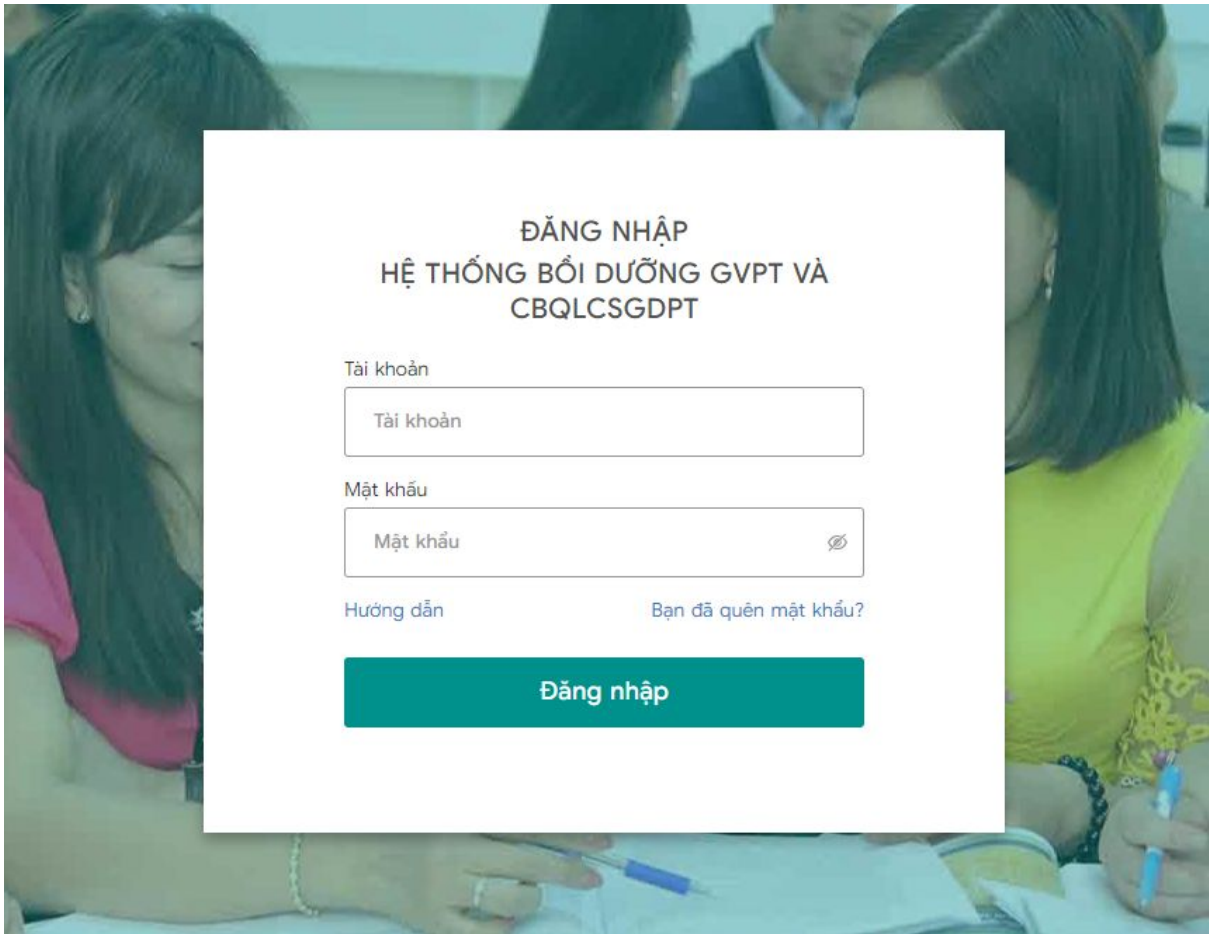 ĐĂNG NHẬP
HỆ THỐNG BỒI DƯỠNG GVPT VÀ
CBQLCSGDPT
Tài khoản
Tài khoản
Mật khẩu
Mật khẩu
Hướng dẫn
Bạn đã quên mật khẩu?
Đăng nhập